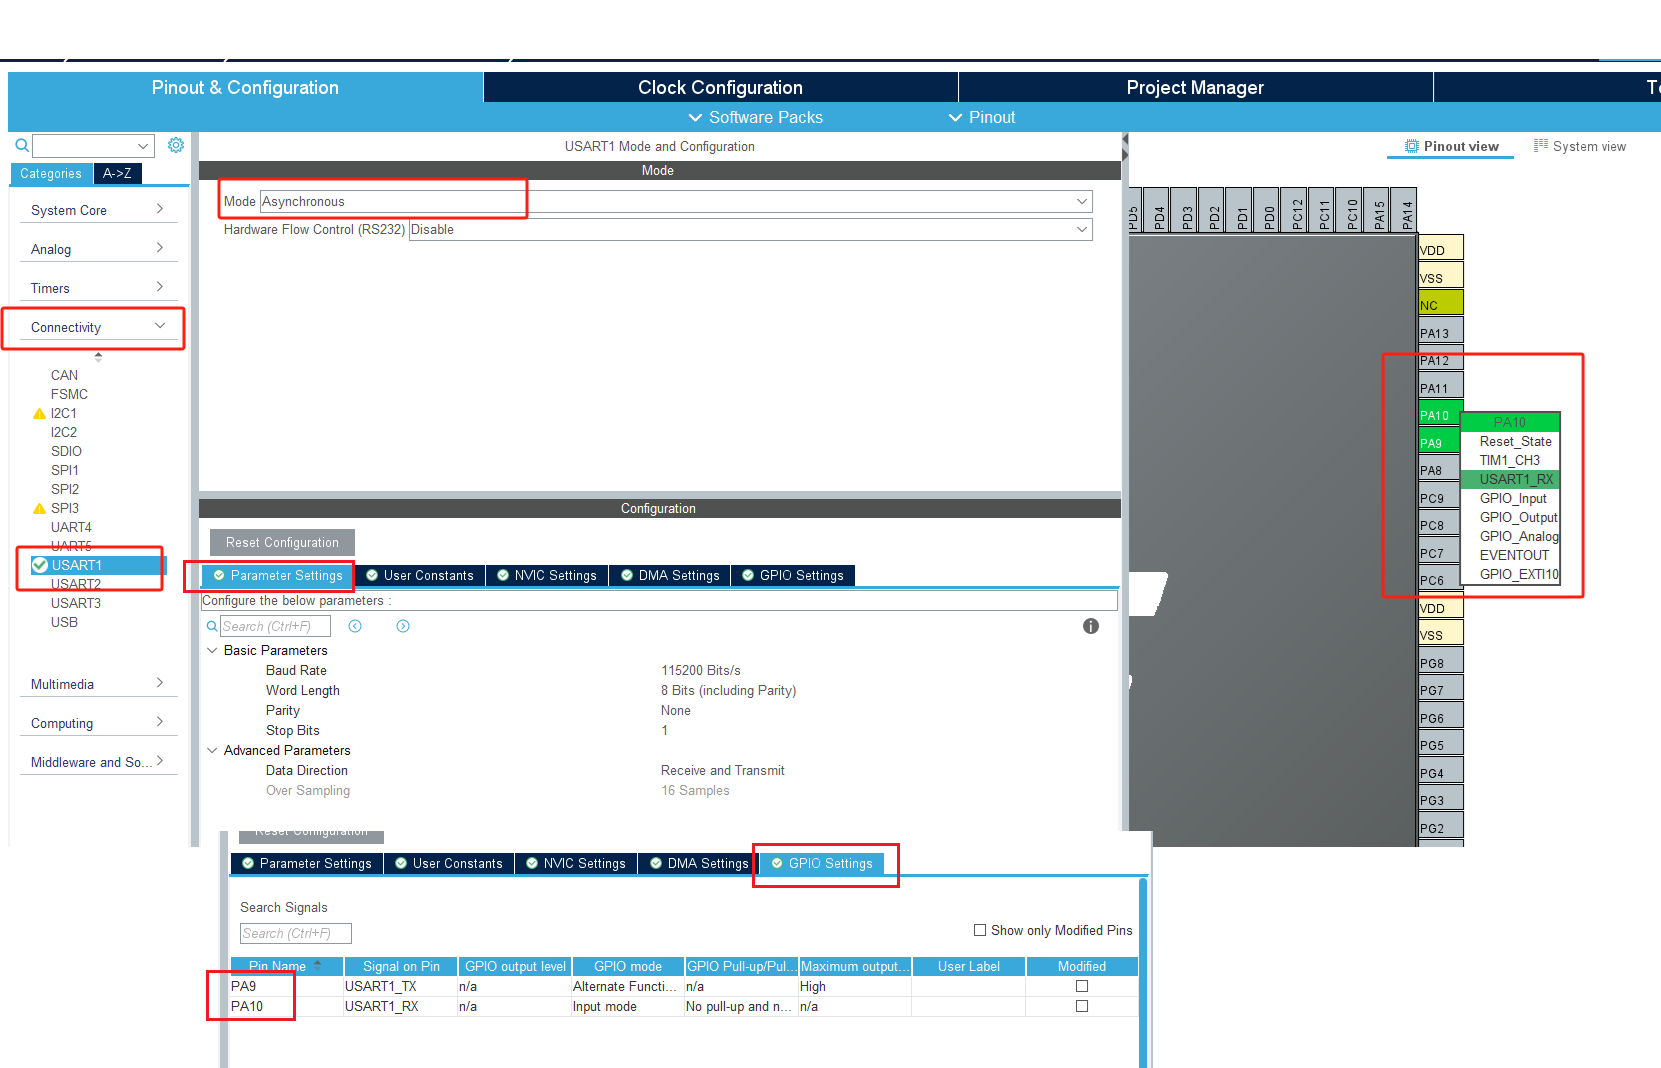 Pinout & Configuration
Clock Configuration
Project Manager
Software Packs
Pinout
USART1 Mode and Configuration
Pinout view
System view
Categories
A->Z
Mode
System Core
Mode Asynchronous
Hardware Flow Control (RS232) Disable
Analog
Timers
Connectivity
CAN
FSMC
I2C1
I2C2
SDIO
SPI1
SPI2
SPI3
UART4
UART5
USART1
USART2
USART3
USB
Multimedia
Computing
Middleware and So...
Configuration
Reset Configuration
Parameter Settings
User Constants
NVIC Settings
DMA Settings
GPIO Settings
Configure the below parameters :
Search (Ctrl+F)
Basic Parameters
Baud Rate 115200 Bits/s
Word Length 8 Bits (including Parity)
Parity None
Stop Bits 1
Advanced Parameters
Data Direction Receive and Transmit
Over Sampling 16 Samples
PD5
PD4
PD3
PD2
PD1
PD0
PC12
PC11
PC10
PA15
PA14
VDD
VSS
NC
PA13
PA12
PA11
PA10
PA9
PA8
PC9
PC8
PC7
PC6
VDD
VSS
PG8
PG7
PG6
PG5
PG4
PG3
PG2
PA10
Reset_State
TIM1_CH3
USART1_RX
GPIO_Input
GPIO_Output
GPIO_Analog
EVENTOUT
GPIO_EXTI10
Reset Configuration
Parameter Settings
User Constants
NVIC Settings
DMA Settings
GPIO Settings
Search Signals
Search (Ctrl+F)
Show only Modified Pins
Pin Name Signal on Pin GPIO output level GPIO mode GPIO Pull-up/Pul... Maximum output... User Label Modified
PA9 USART1_TX n/a Alternate Functi... n/a High
PA10 USART1_RX n/a Input mode No pull-up and n... n/a